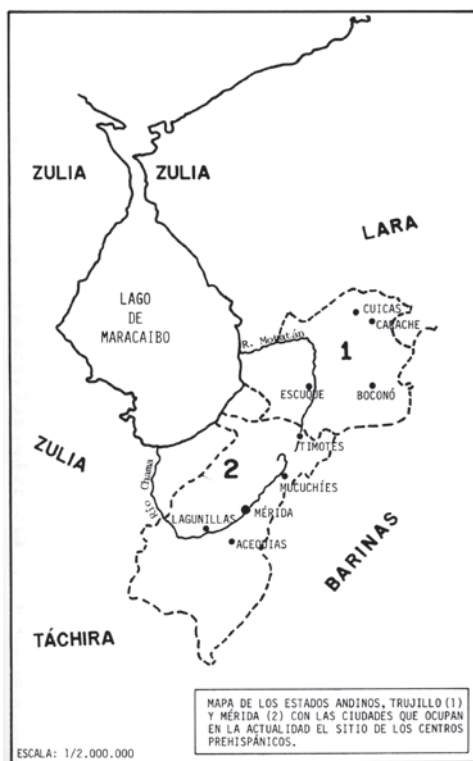 ZULIA
ZULIA
LARA
LAGO
DE
MARACAIBO
CUICAS
CARACHE
R. Motatán
1
ESCUQUE
BOCONÓ
TIMOTES
ZULIA
2
MUCUCHÍES
Río Chama
MÉRIDA
LAGUNILLAS
ACEQUIAS
BARINAS
TÁCHIRA
MAPA DE LOS ESTADOS ANDINOS, TRUJILLO (1)
Y MÉRIDA (2) CON LAS CIUDADES QUE OCUPAN
EN LA ACTUALIDAD EL SITIO DE LOS CENTROS
PREHISPÁNICOS.
ESCALA: 1/2.000.000